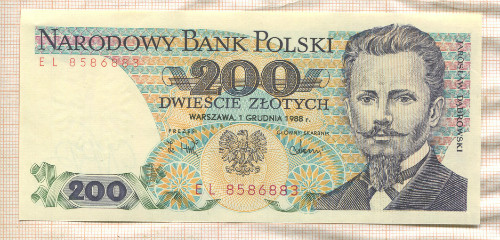 NARODOWY BANK POLSKI
EL 8586883
200
DWIEŚCIE ZŁOTYCH
WARSZAWA, 1 GRUDNIA 1988 r.
PREZES GŁÓWNY SKARBNIK
JAROSŁAW DĄBROWSKI
200
EL 8586883